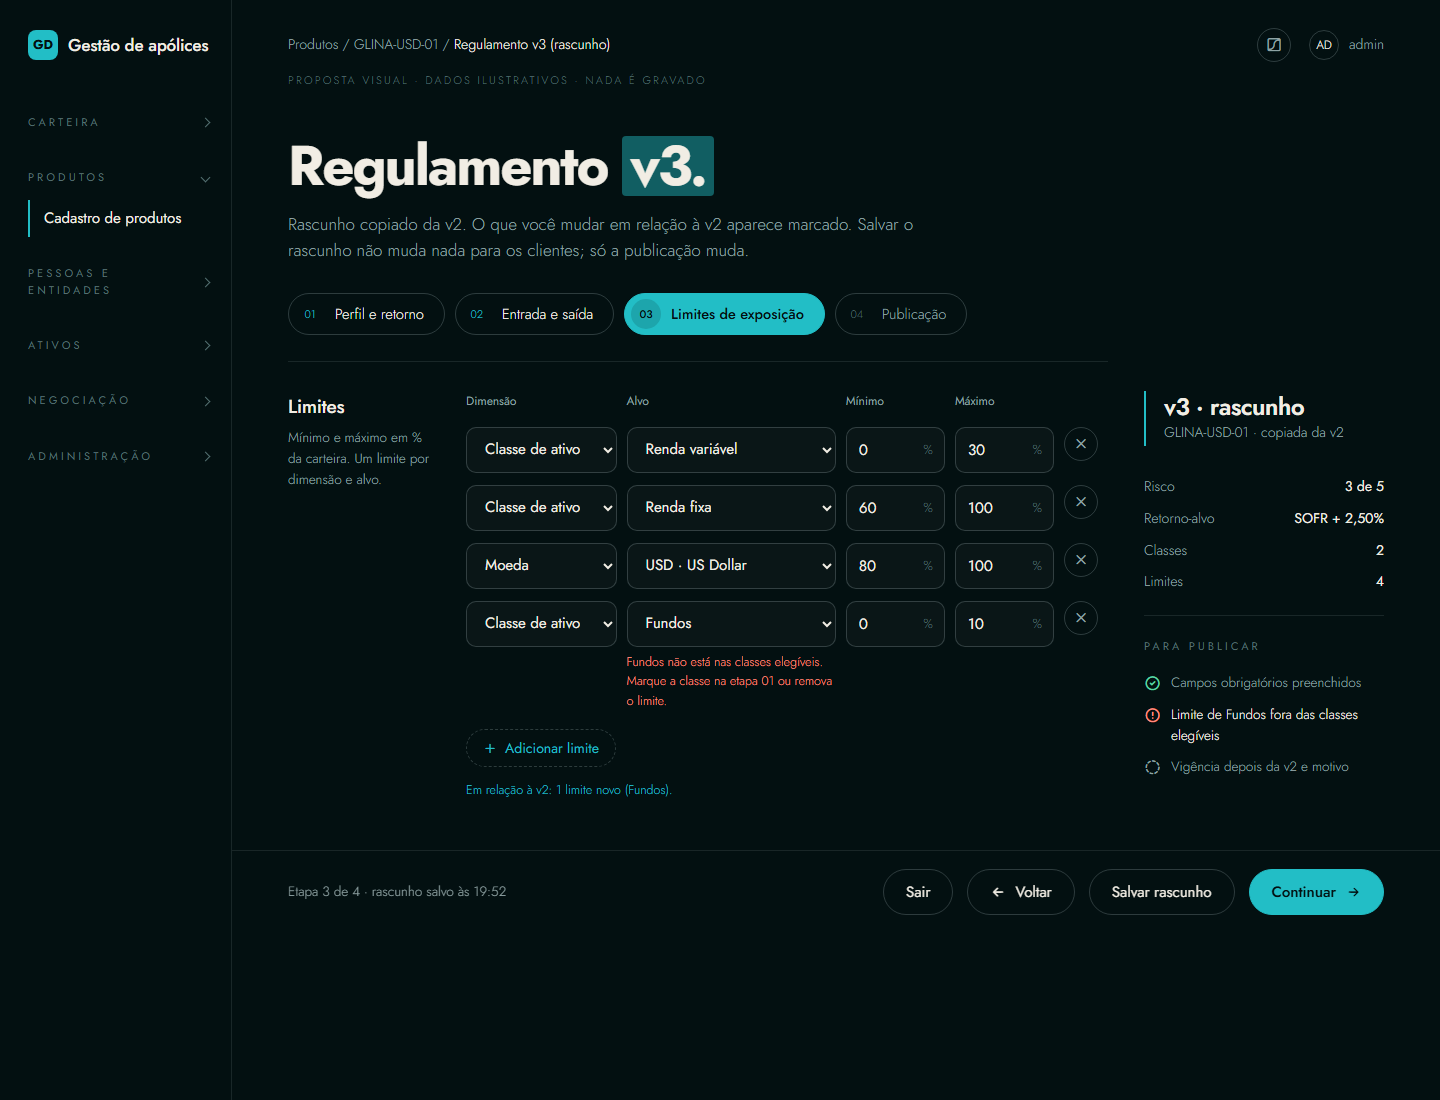 GD Gestão de apólices
CARTEIRA
PRODUTOS
Cadastro de produtos
PESSOAS E
ENTIDADES
ATIVOS
NEGOCIAÇÃO
ADMINISTRAÇÃO
Produtos / GLINA-USD-01 / Regulamento v3 (rascunho)
AD admin
PROPOSTA VISUAL · DADOS ILUSTRATIVOS · NADA É GRAVADO
Regulamento v3.
Rascunho copiado da v2. O que você mudar em relação à v2 aparece marcado. Salvar o
rascunho não muda nada para os clientes; só a publicação muda.
01 Perfil e retorno
02 Entrada e saída
03 Limites de exposição
04 Publicação
Limites
Mínimo e máximo em %
da carteira. Um limite por
dimensão e alvo.
Dimensão Alvo Mínimo Máximo
Classe de ativo Renda variável 0 % 30 %
Classe de ativo Renda fixa 60 % 100 %
Moeda USD · US Dollar 80 % 100 %
Classe de ativo Fundos 0 % 10 %
Fundos não está nas classes elegíveis.
Marque a classe na etapa 01 ou remova
o limite.
+ Adicionar limite
Em relação à v2: 1 limite novo (Fundos).
v3 · rascunho
GLINA-USD-01 · copiada da v2
Risco 3 de 5
Retorno-alvo SOFR + 2,50%
Classes 2
Limites 4
PARA PUBLICAR
Campos obrigatórios preenchidos
Limite de Fundos fora das classes
elegíveis
Vigência depois da v2 e motivo
Etapa 3 de 4 · rascunho salvo às 19:52
Sair
← Voltar
Salvar rascunho
Continuar →